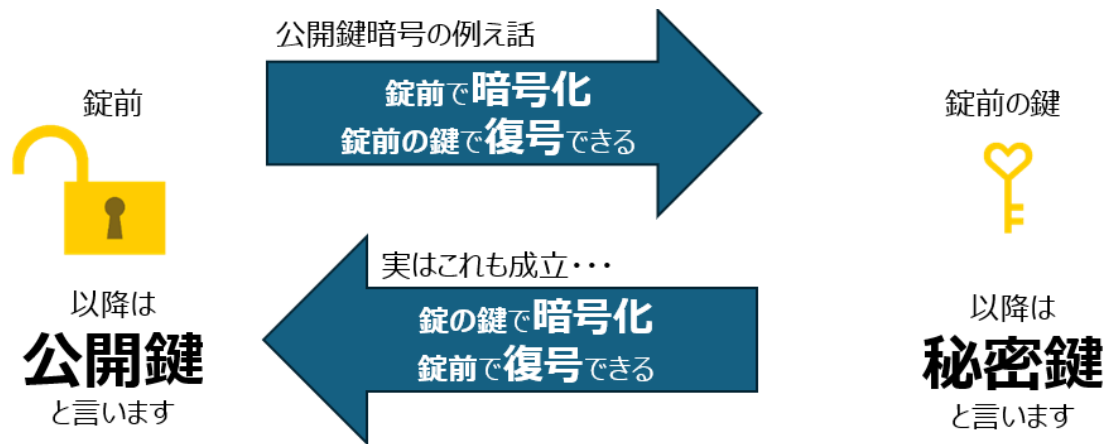 公開鍵暗号の例え話
錠前で暗号化
錠前の鍵で復号できる
錠前
錠前の鍵
実はこれも成立・・・
錠の鍵で暗号化
錠前で復号できる
以降は
公開鍵
と言います
以降は
秘密鍵
と言います